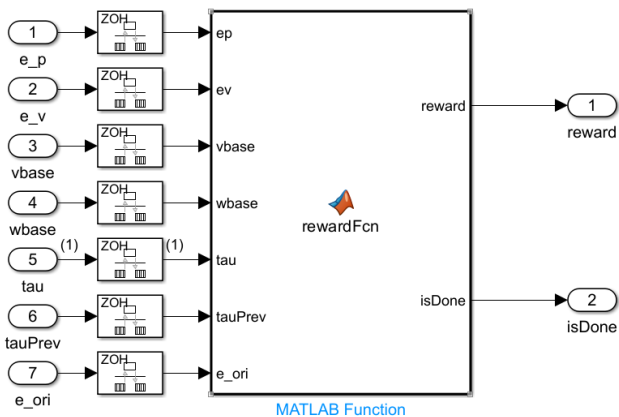 1
e_p
ZOH
ep
2
e_v
ZOH
ev
3
vbase
ZOH
vbase
4
wbase
ZOH
wbase
5
tau
(1)
ZOH
(1)
tau
6
tauPrev
ZOH
tauPrev
7
e_ori
ZOH
e_ori
rewardFcn
reward
1
reward
isDone
2
isDone
MATLAB Function